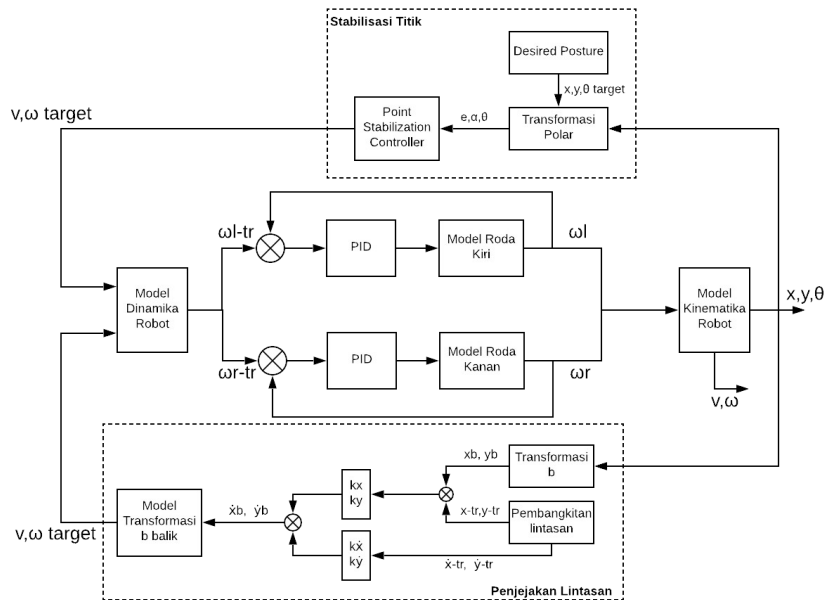 Stabilisasi Titik
Desired Posture
x,y,θ target
Point
Stabilization
Controller
e,α,θ
Transformasi
Polar
v,ω target
ωl-tr
PID
Model Roda
Kiri
ωl
Model
Dinamika
Robot
Model
Kinematika
Robot
x,y,θ
ωr-tr
PID
Model Roda
Kanan
ωr
v,ω
xb, yb
Transformasi
b
kx
ky
x-tr,y-tr
Pembangkitan
lintasan
Model
Transformasi
b balik
ẋb, ẏb
kẋ
kẏ
ẋ-tr, ẏ-tr
v,ω target
Penjejakan Lintasan